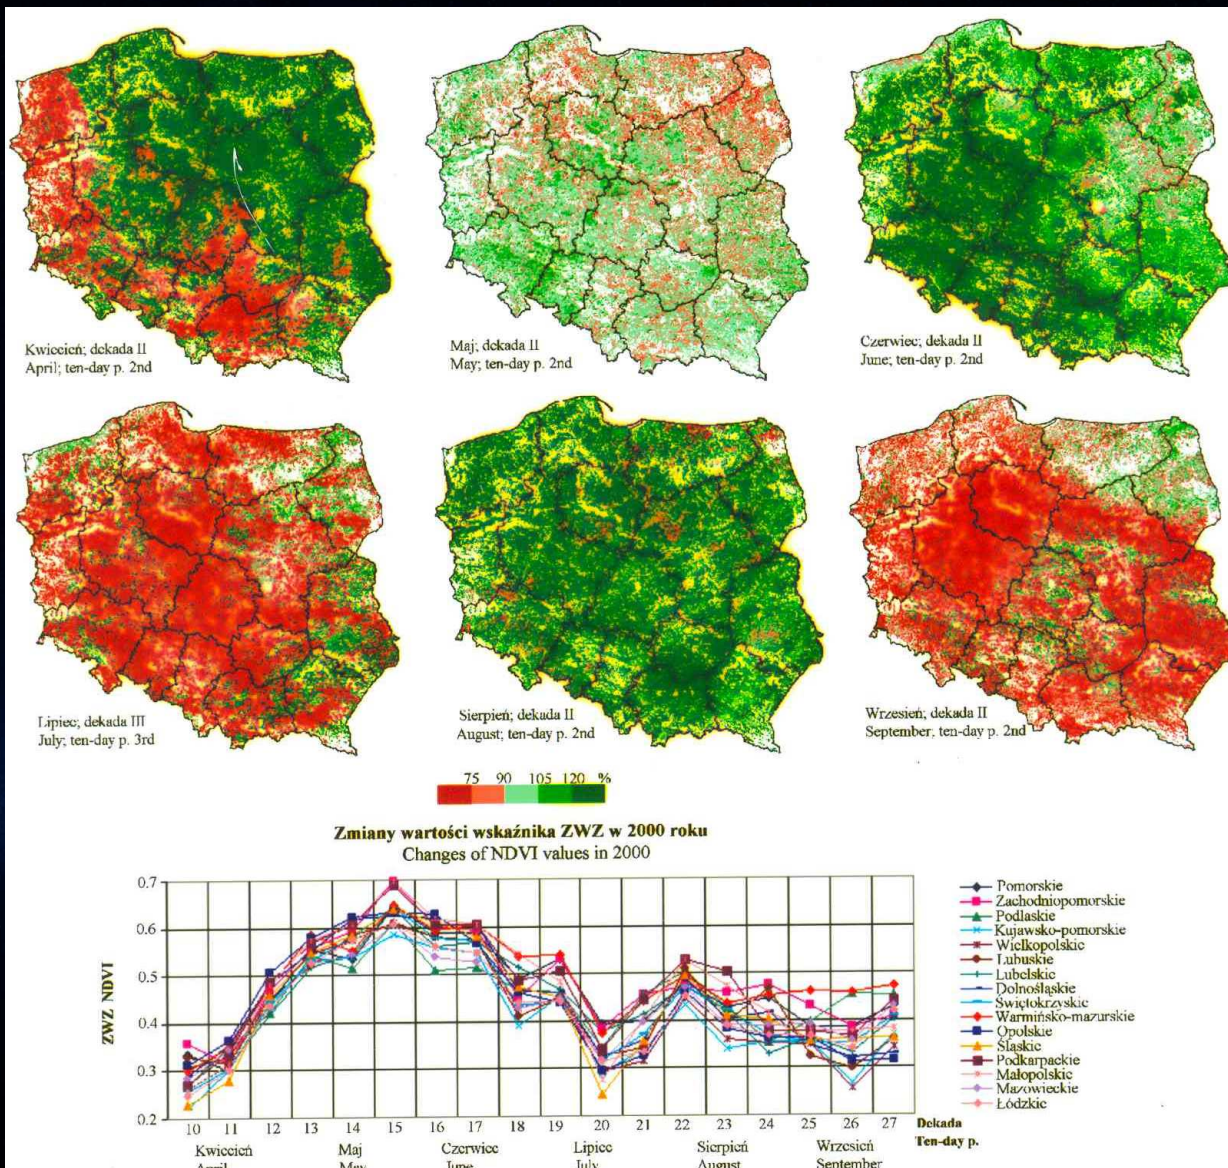 Kwiecień; dekada II
April; ten-day p. 2nd
Maj; dekada II
May; ten-day p. 2nd
Czerwiec; dekada II
June; ten-day p. 2nd
Lipiec; dekada III
July; ten-day p. 3rd
Sierpień; dekada II
August; ten-day p. 2nd
Wrzesień; dekada II
September; ten-day p. 2nd
75 90 105 120 %
Zmiany wartości wskaźnika ZWZ w 2000 roku
Changes of NDVI values in 2000
ZWZ NDVI
0.7
0.6
0.5
0.4
0.3
0.2
10 11 12 13 14 15 16 17 18 19 20 21 22 23 24 25 26 27
Dekada
Ten-day p.
Kwiecień Maj Czerwiec Lipiec Sierpień Wrzesień
April May June July August September
Pomorskie
Zachodniopomorskie
Podlaskie
Kujawsko-pomorskie
Wielkopolskie
Lubuskie
Lubelskie
Dolnośląskie
Świętokrzyskie
Warmińsko-mazurskie
Opolskie
Śląskie
Podkarpackie
Małopolskie
Mazowieckie
Łódzkie